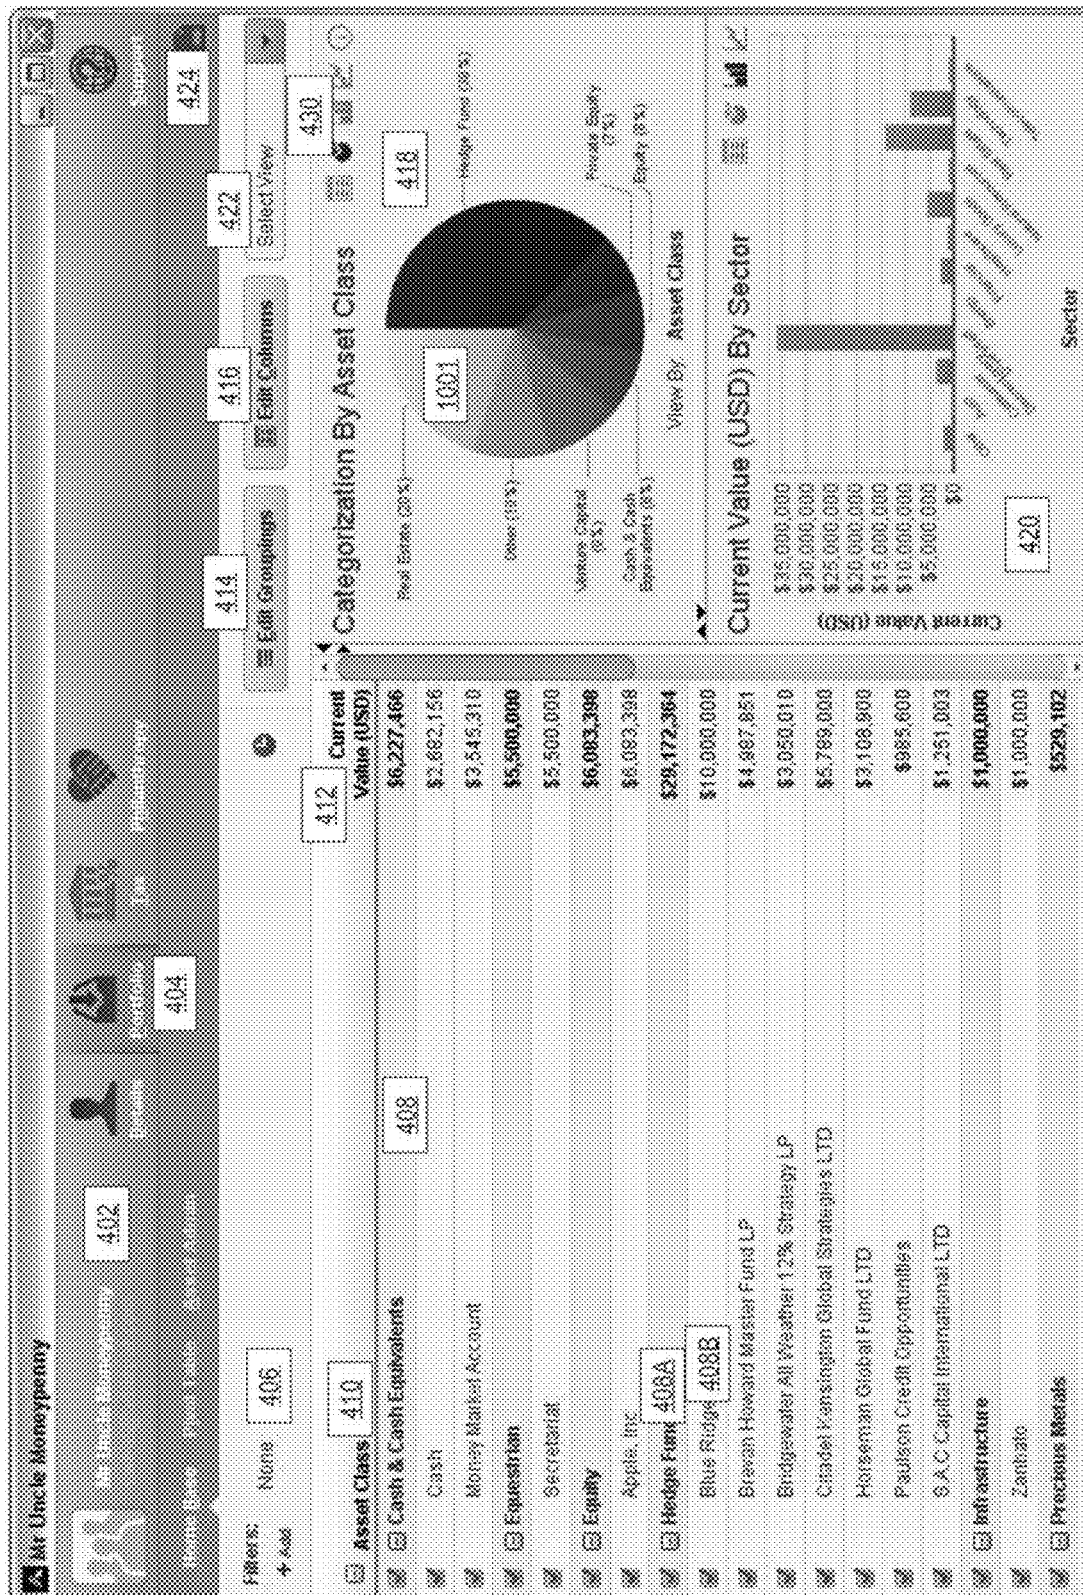 Mr Uncle Moneypenny
402
404
424
Filters:
None
+ Add
406
414
416
422
Edit Groupings
Edit Columns
Select View
430
410
412
Asset Class
Current
Value (USD)
Cash & Cash Equivalents $6,227,466
408
Cash $2,682,156
Money Market Account $3,545,310
Equestrian $5,500,000
Secretariat $5,500,000
Equity $6,083,398
Apple, Inc. $6,083,398
Hedge Fund $29,172,364
408A
Blue Ridge $10,000,000
408B
Brevan Howard Master Fund LP $4,987,851
Bridgewater All Weather 12% Strategy LP $3,050,010
Citadel Kensington Global Strategies LTD $5,789,000
Horseman Global Fund LTD $3,108,900
Paulson Credit Opportunities $985,600
S.A.C Capital International LTD $1,251,003
Infrastructure $1,000,000
Zanbato $1,000,000
Precious Metals $529,102
Categorization By Asset Class
418
1001
Real Estate (20%)
Hedge Fund (30%)
Other (19%)
Private Equity
(7%)
Venture Capital
Equity (6%)
Cash & Cash
Equivalents (6%)
View By: Asset Class
Current Value (USD) By Sector
Current Value (USD)
$35,000,000
$30,000,000
$25,000,000
$20,000,000
$15,000,000
$10,000,000
$5,000,000
$0
420
Sector